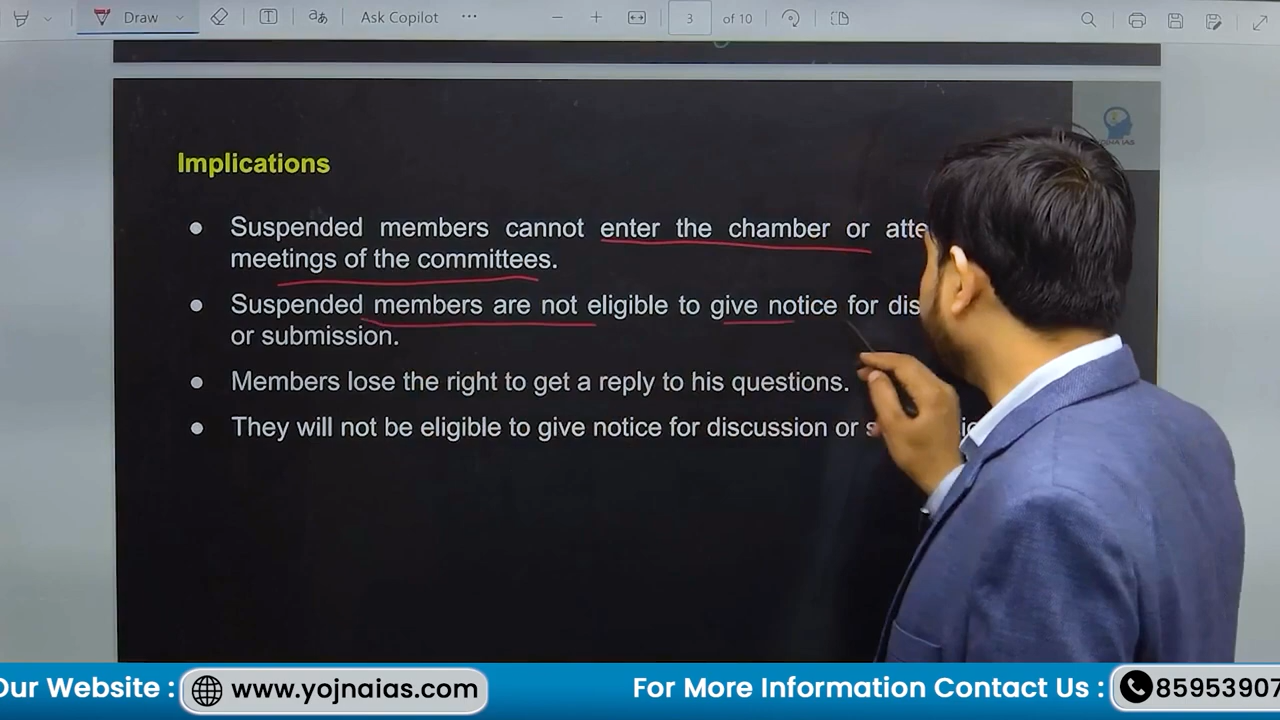 Draw
aあ
Ask Copilot
3 of 10
Implications
Suspended members cannot enter the chamber or
meetings of the committees.
Suspended members are not eligible to give notice for
or submission.
Members lose the right to get a reply to his questions.
They will not be eligible to give notice for discussion or
Our Website : www.yojnaias.com For More Information Contact Us : 85953907